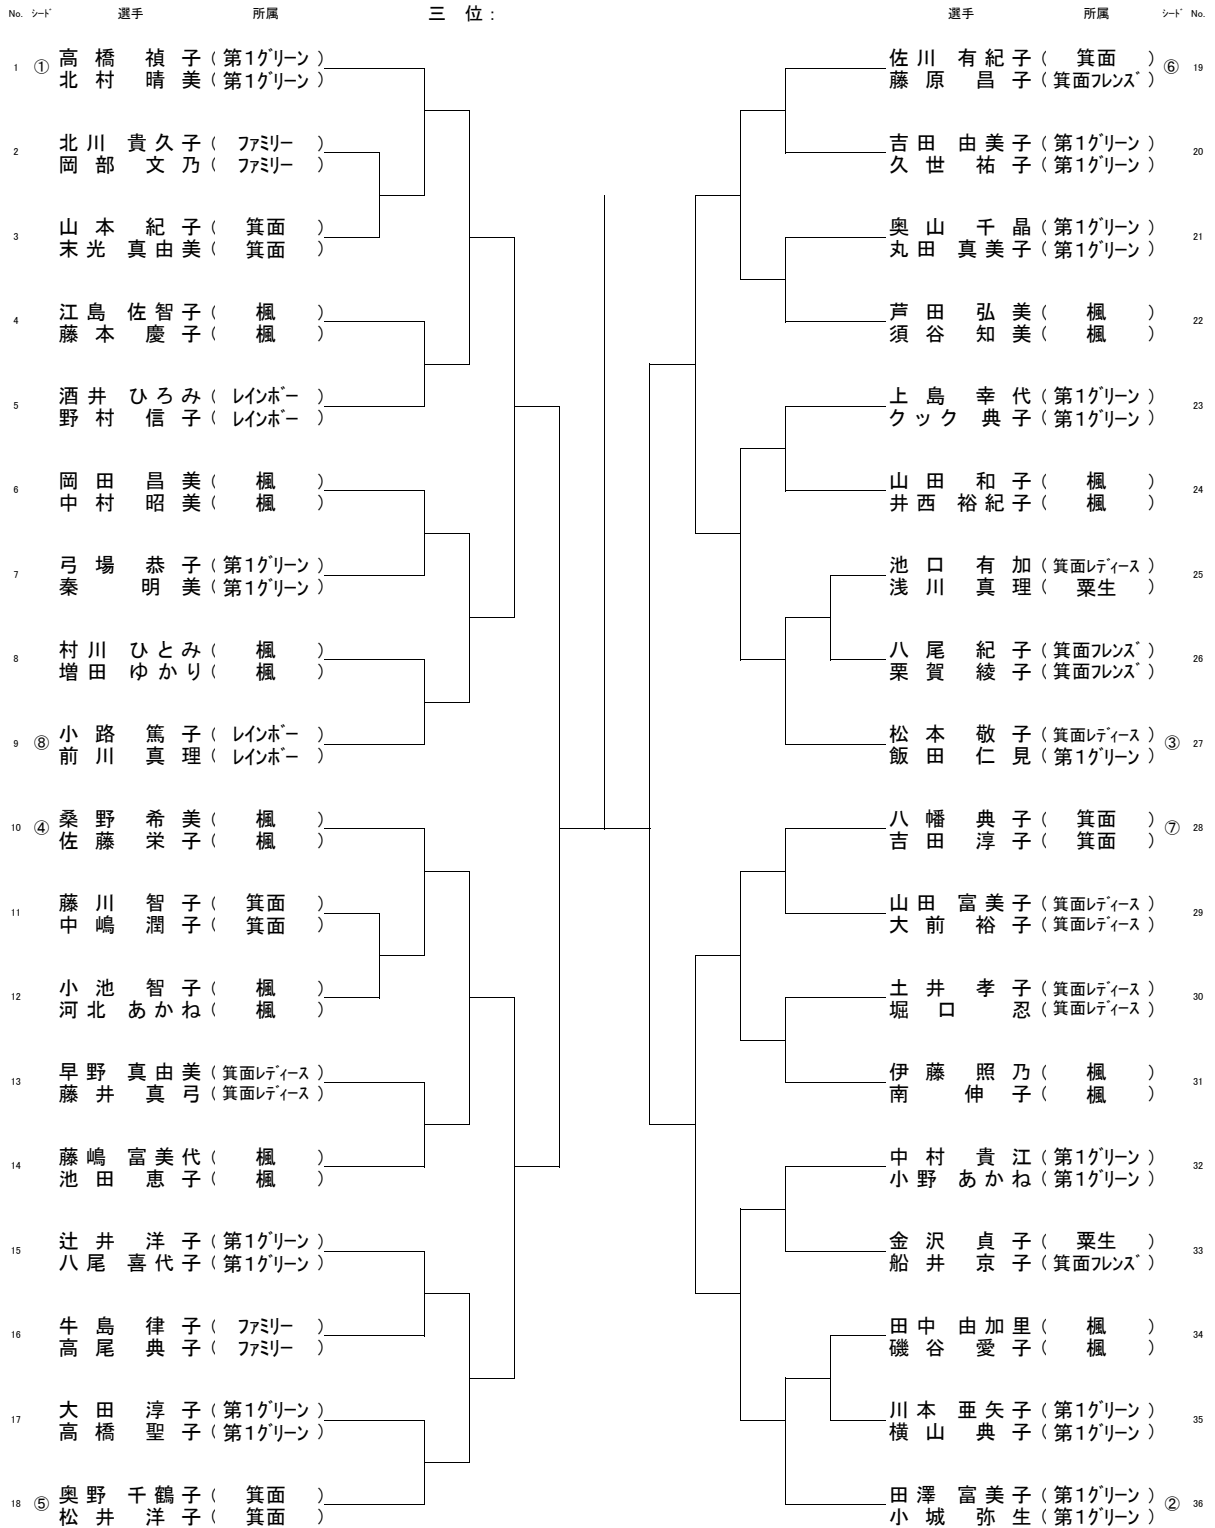 No. シード 選手 所属 三 位：
1 ① 高橋 禎子 （ 第1グリーン ）
北村 晴美 （ 第1グリーン ）
2 北川 貴久子 （ ファミリー ）
岡部 文乃 （ ファミリー ）
3 山本 紀子 （ 箕面 ）
末光 真由美 （ 箕面 ）
4 江島 佐智子 （ 楓 ）
藤本 慶子 （ 楓 ）
5 酒井 ひろみ （ レインボー ）
野村 信子 （ レインボー ）
6 岡田 昌美 （ 楓 ）
中村 昭美 （ 楓 ）
7 弓場 恭子 （ 第1グリーン ）
秦 明美 （ 第1グリーン ）
8 村川 ひとみ （ 楓 ）
増田 ゆかり （ 楓 ）
9 ⑧ 小路 篤子 （ レインボー ）
前川 真理 （ レインボー ）
10 ④ 桑野 希美 （ 楓 ）
佐藤 栄子 （ 楓 ）
11 藤川 智子 （ 箕面 ）
中嶋 潤子 （ 箕面 ）
12 小池 智子 （ 楓 ）
河北 あかね （ 楓 ）
13 早野 真由美 （ 箕面レディース ）
藤井 真弓 （ 箕面レディース ）
14 藤嶋 富美代 （ 楓 ）
池田 恵子 （ 楓 ）
15 辻井 洋子 （ 第1グリーン ）
八尾 喜代子 （ 第1グリーン ）
16 牛島 律子 （ ファミリー ）
高尾 典子 （ ファミリー ）
17 大田 淳子 （ 第1グリーン ）
高橋 聖子 （ 第1グリーン ）
18 ⑤ 奥野 千鶴子 （ 箕面 ）
松井 洋子 （ 箕面 ）
選手 所属 シード No.
佐川 有紀子 （ 箕面 ） ⑥ 19
藤原 昌子 （ 箕面フレンズ ）
吉田 由美子 （ 第1グリーン ） 20
久世 祐子 （ 第1グリーン ）
奥山 千晶 （ 第1グリーン ） 21
丸田 真美子 （ 第1グリーン ）
芦田 弘美 （ 楓 ） 22
須谷 知美 （ 楓 ）
上島 幸代 （ 第1グリーン ） 23
クック 典子 （ 第1グリーン ）
山田 和子 （ 楓 ） 24
井西 裕紀子 （ 楓 ）
池口 有加 （ 箕面レディース ） 25
浅川 真理 （ 粟生 ）
八尾 紀子 （ 箕面フレンズ ） 26
栗賀 綾子 （ 箕面フレンズ ）
松本 敬子 （ 箕面レディース ） ③ 27
飯田 仁見 （ 第1グリーン ）
八幡 典子 （ 箕面 ） ⑦ 28
吉田 淳子 （ 箕面 ）
山田 富美子 （ 箕面レディース ） 29
大前 裕子 （ 箕面レディース ）
土井 孝子 （ 箕面レディース ） 30
堀口 忍 （ 箕面レディース ）
伊藤 照乃 （ 楓 ） 31
南 伸子 （ 楓 ）
中村 貴江 （ 第1グリーン ） 32
小野 あかね （ 第1グリーン ）
金沢 貞子 （ 粟生 ） 33
船井 京子 （ 箕面フレンズ ）
田中 由加里 （ 楓 ） 34
磯谷 愛子 （ 楓 ）
川本 亜矢子 （ 第1グリーン ） 35
横山 典子 （ 第1グリーン ）
田澤 富美子 （ 第1グリーン ） ② 36
小城 弥生 （ 第1グリーン ）